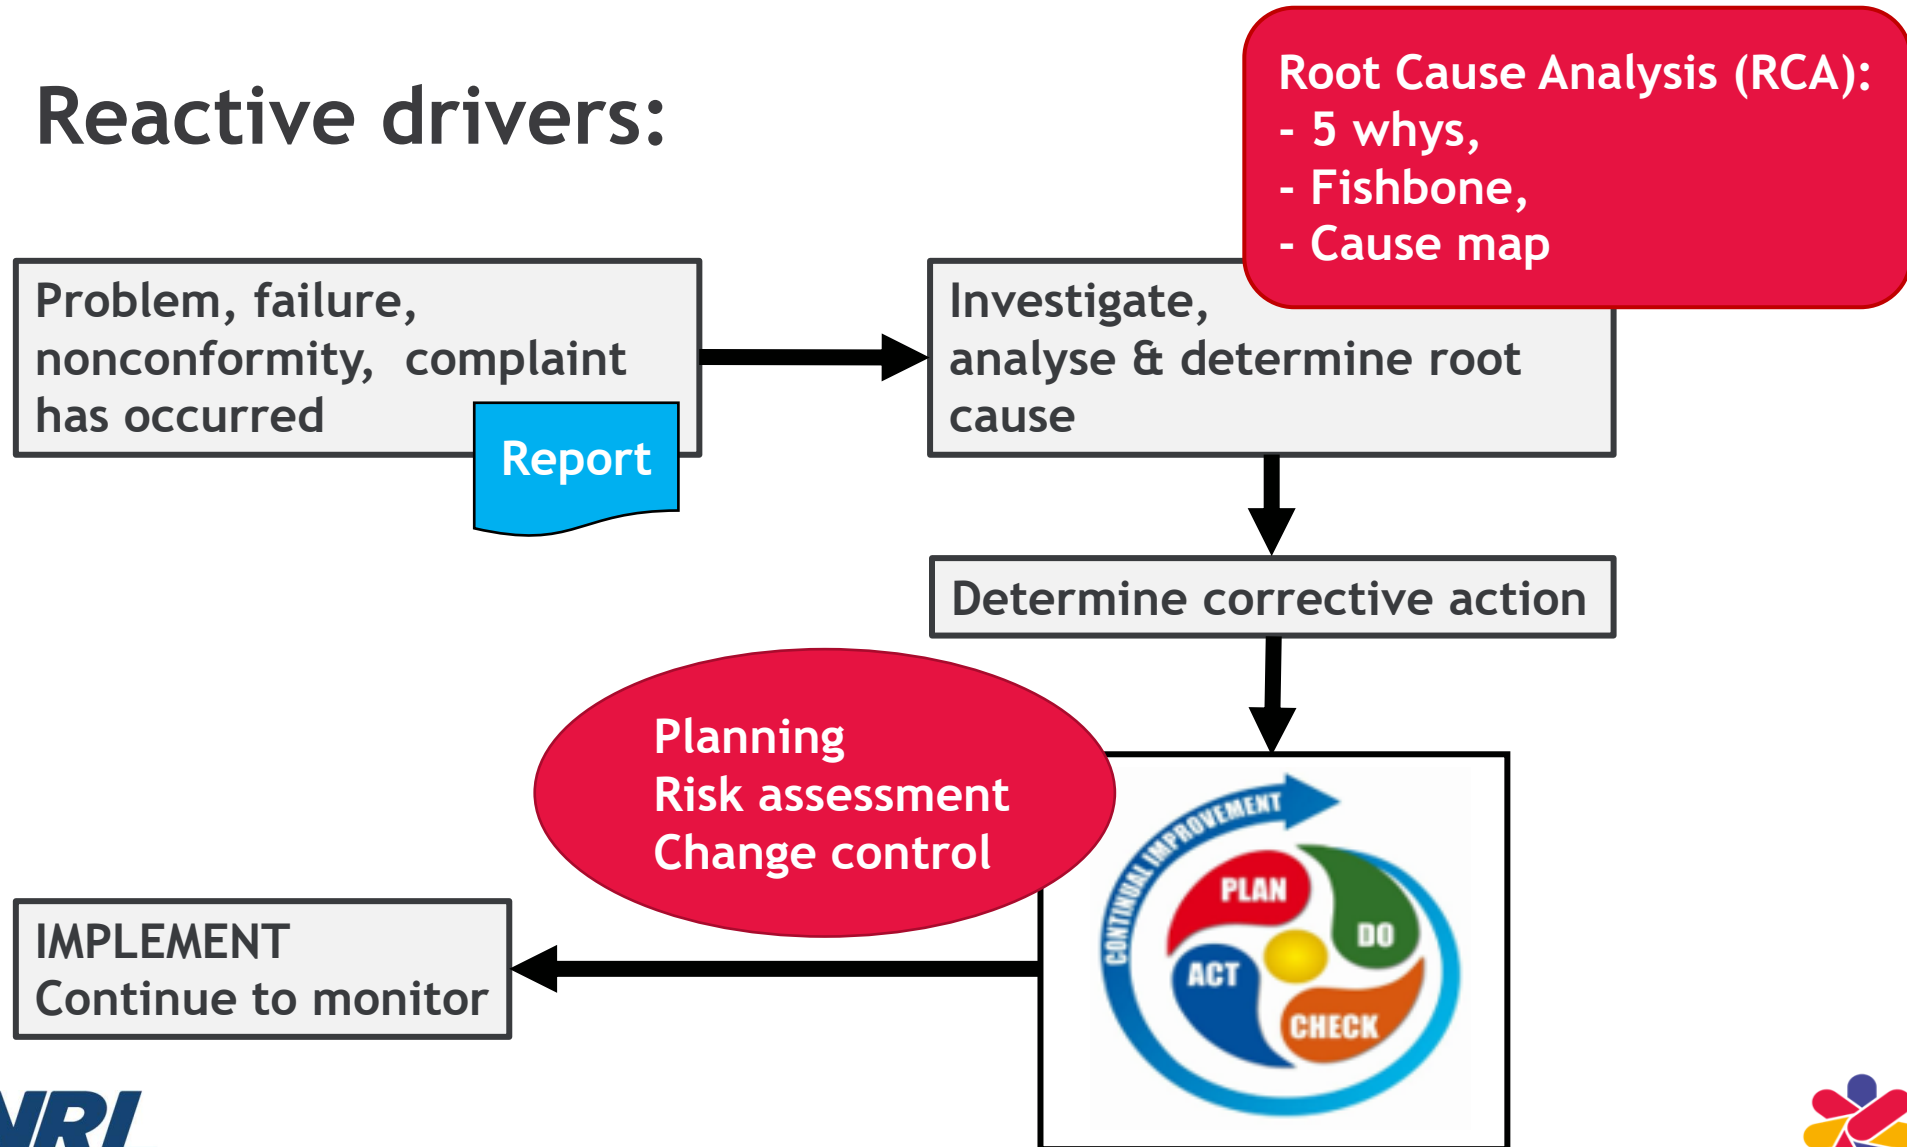 Reactive drivers:
Root Cause Analysis (RCA):
- 5 whys,
- Fishbone,
- Cause map
Problem, failure,
nonconformity,  complaint
has occurred
Report
Investigate,
analyse & determine root
cause
Determine corrective action
Planning
Risk assessment
Change control
CONTINUAL IMPROVEMENT
PLAN
DO
ACT
CHECK
IMPLEMENT
Continue to monitor